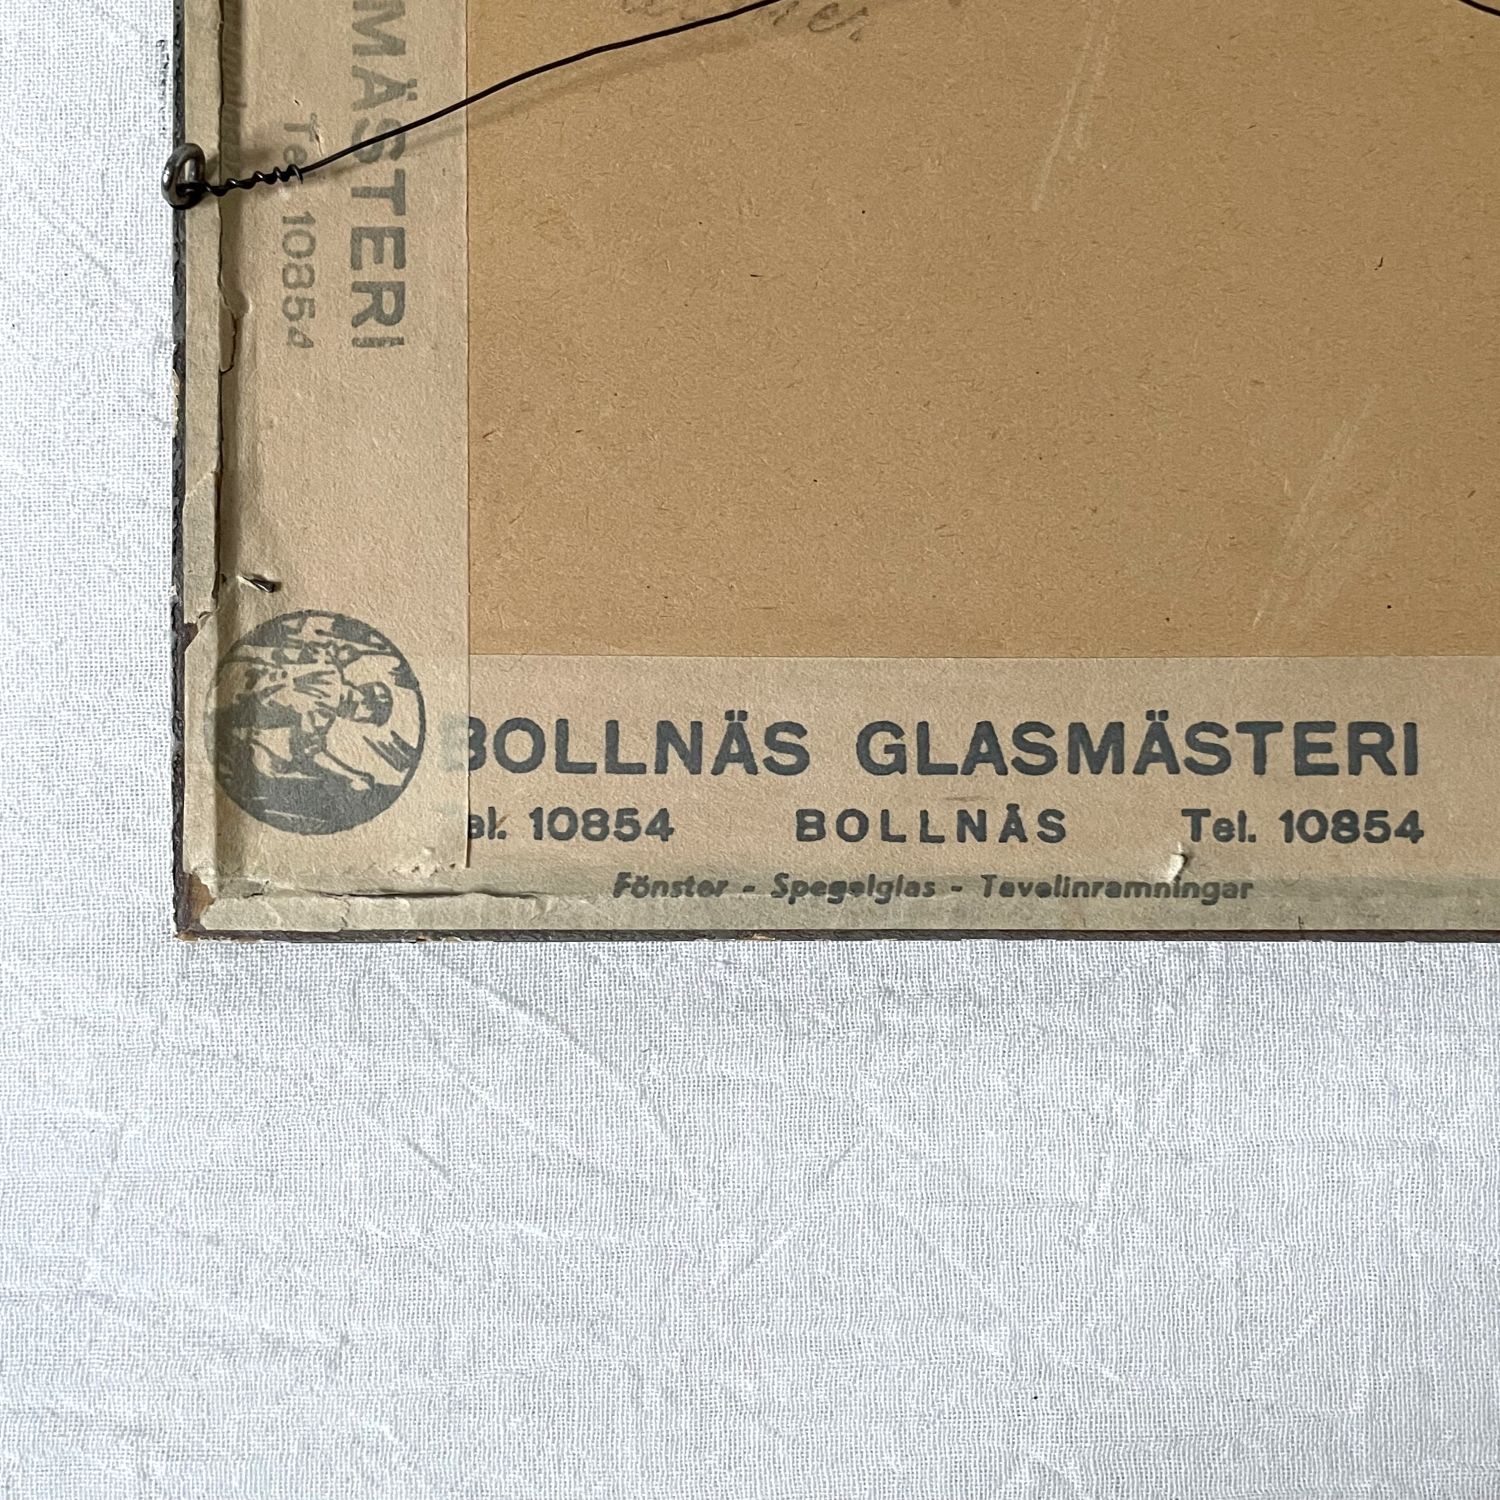 MÄSTERI
Tel. 10854
BOLLNÄS GLASMÄSTERI
el. 10854 BOLLNÄS Tel. 10854
Fönster - Spegelglas - Tavelinramningar